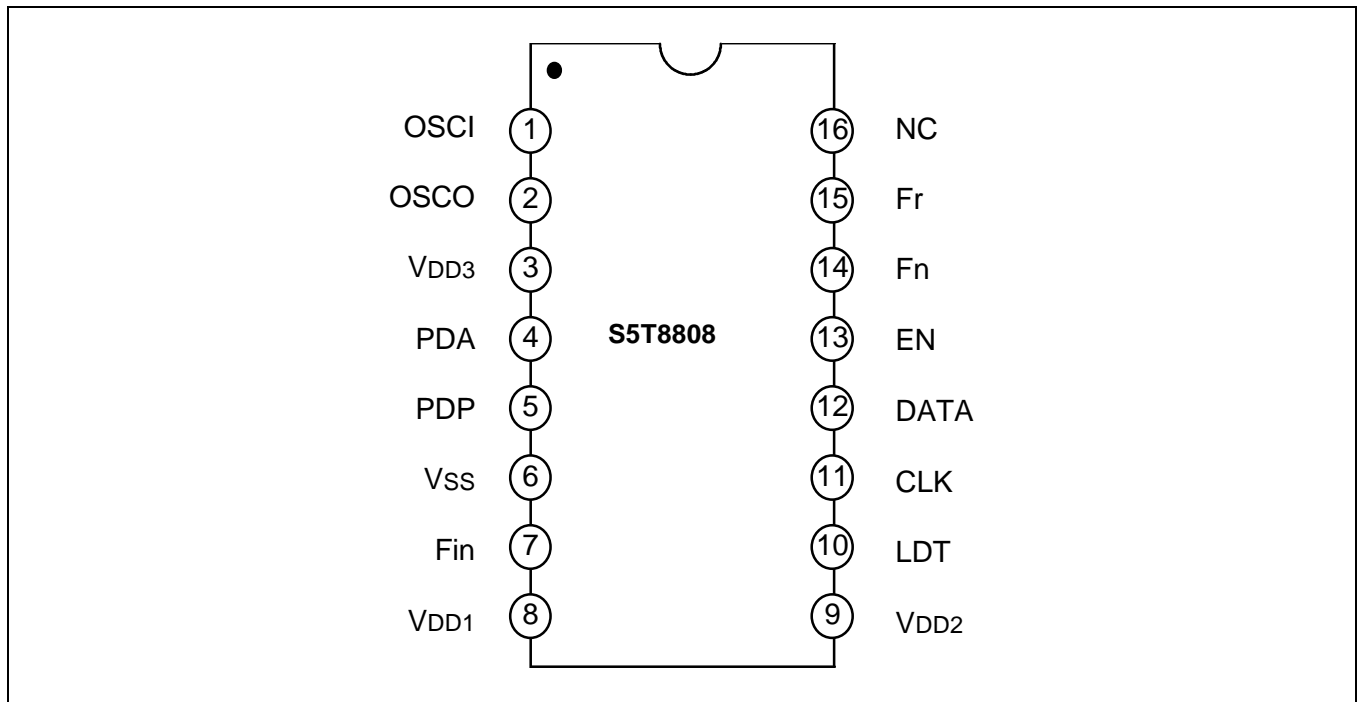 OSCI 1 16 NC
OSCO 2 15 Fr
VDD3 3 14 Fn
PDA 4 S5T8808 13 EN
PDP 5 12 DATA
VSS 6 11 CLK
Fin 7 10 LDT
VDD1 8 9 VDD2